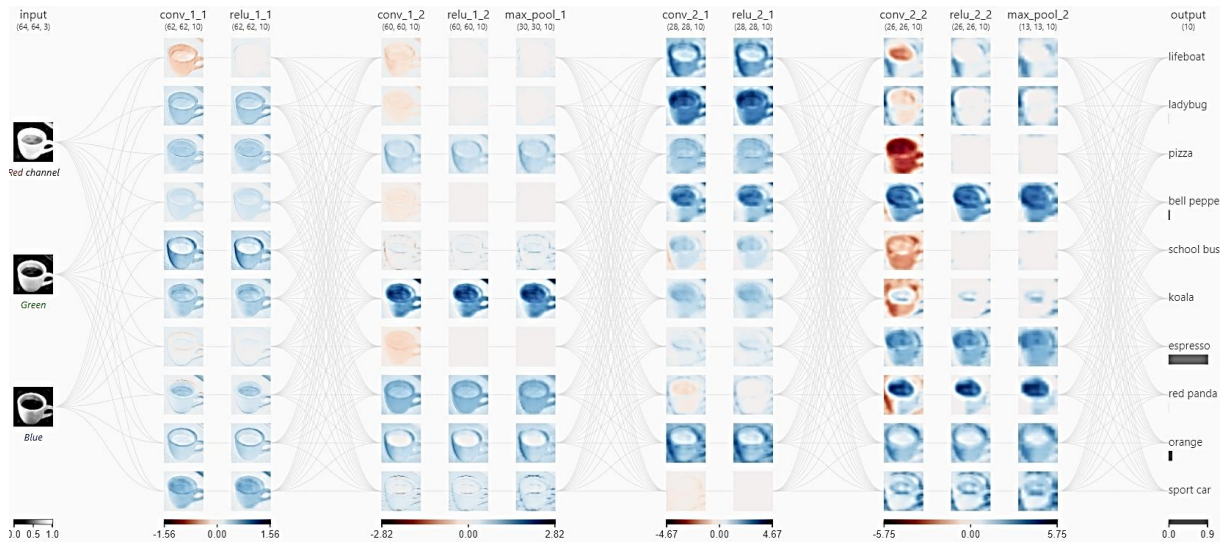 input conv_1_1 relu_1_1 conv_1_2 relu_1_2 max_pool_1 conv_2_1 relu_2_1 conv_2_2 relu_2_2 max_pool_2 output
(64, 64, 3) (62, 62, 10) (62, 62, 10) (60, 60, 10) (60, 60, 10) (30, 30, 10) (28, 28, 10) (28, 28, 10) (26, 26, 10) (26, 26, 10) (13, 13, 10) (10)
lifeboat
ladybug
pizza
Red channel
bell peppe
school bus
Green
koala
espresso
red panda
Blue
orange
sport car
0.0 0.5 1.0 -1.56 0.00 1.56 -2.82 0.00 2.82 -4.67 0.00 4.67 -5.75 0.00 5.75 0.0 0.9